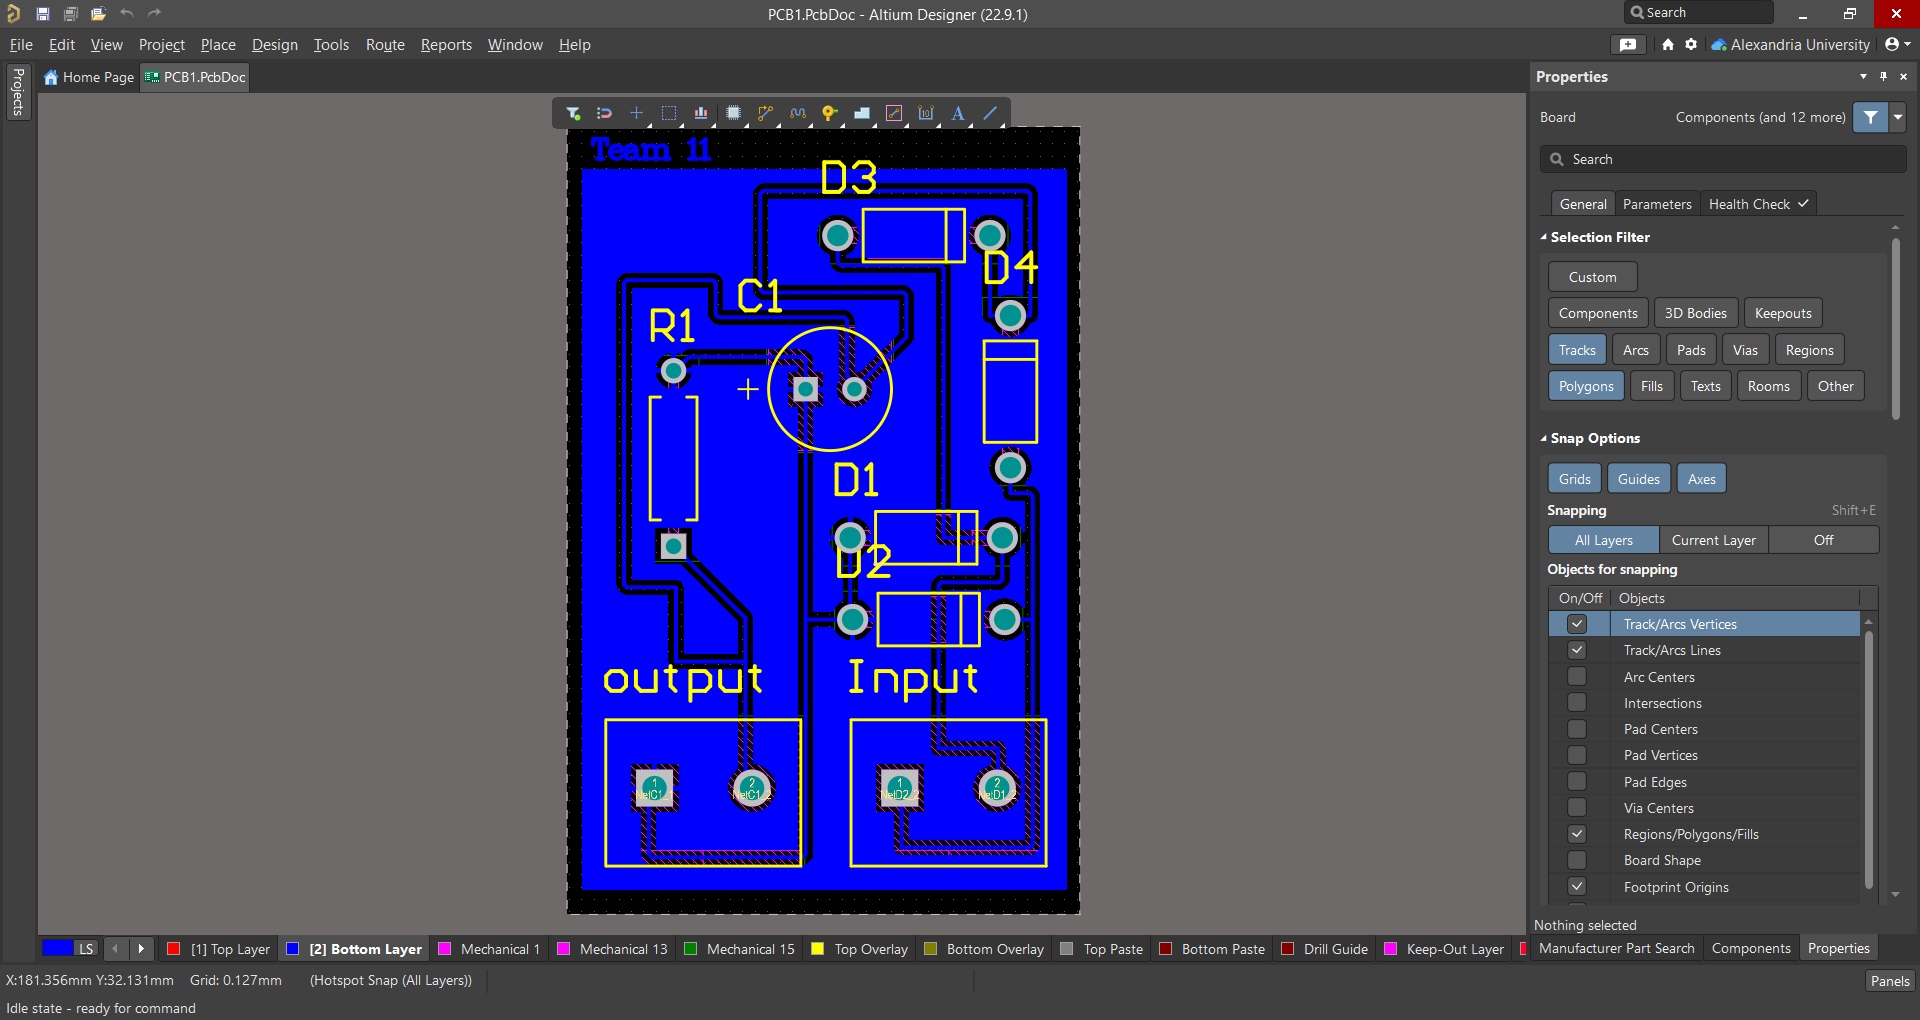 PCB1.PcbDoc - Altium Designer (22.9.1)
Search
File Edit View Project Place Design Tools Route Reports Window Help
Alexandria University
Projects
Home Page
PCB1.PcbDoc
Team 11
D3
D4
C1
R1
D1
D2
output
Input
1
NetC1_1
2
NetC1_2
1
NetD2_2
2
NetD1_2
Properties
Board
Components (and 12 more)
Search
General
Parameters
Health Check
Selection Filter
Custom
Components
3D Bodies
Keepouts
Tracks
Arcs
Pads
Vias
Regions
Polygons
Fills
Texts
Rooms
Other
Snap Options
Grids
Guides
Axes
Snapping
Shift+E
All Layers
Current Layer
Off
Objects for snapping
On/Off
Objects
Track/Arcs Vertices
Track/Arcs Lines
Arc Centers
Intersections
Pad Centers
Pad Vertices
Pad Edges
Via Centers
Regions/Polygons/Fills
Board Shape
Footprint Origins
Nothing selected
LS
[1] Top Layer
[2] Bottom Layer
Mechanical 1
Mechanical 13
Mechanical 15
Top Overlay
Bottom Overlay
Top Paste
Bottom Paste
Drill Guide
Keep-Out Layer
Manufacturer Part Search
Components
Properties
X:181.356mm Y:32.131mm Grid: 0.127mm (Hotspot Snap (All Layers))
Panels
Idle state - ready for command